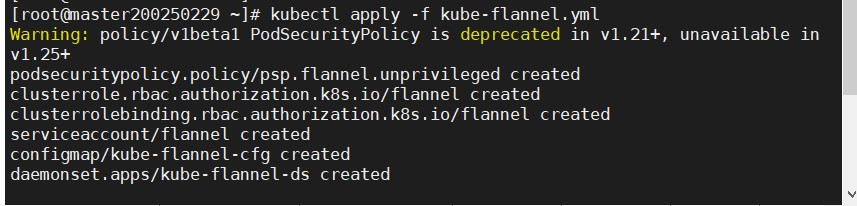 [root@master200250229 ~]# kubectl apply -f kube-flannel.yml
Warning: policy/v1beta1 PodSecurityPolicy is deprecated in v1.21+, unavailable in
v1.25+
podsecuritypolicy.policy/psp.flannel.unprivileged created
clusterrole.rbac.authorization.k8s.io/flannel created
clusterrolebinding.rbac.authorization.k8s.io/flannel created
serviceaccount/flannel created
configmap/kube-flannel-cfg created
daemonset.apps/kube-flannel-ds created